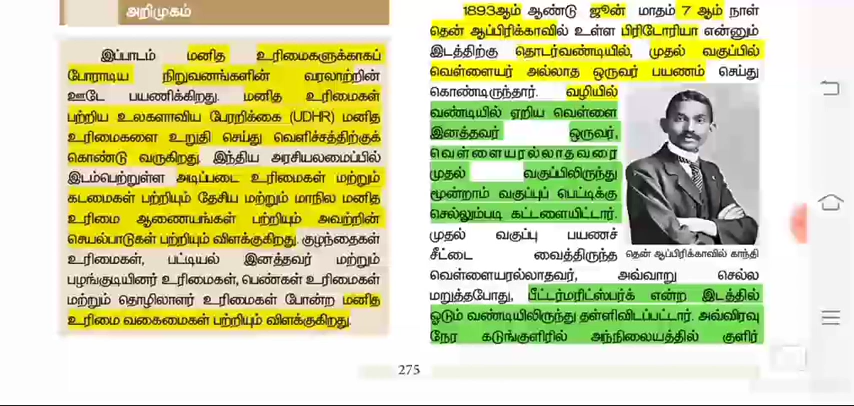 அறிமுகம்
இப்பாடம் மனித உரிமைகளுக்காகப்
போராடிய நிறுவனங்களின் வரலாற்றின்
ஊடே பயணிக்கிறது. மனித உரிமைகள்
பற்றிய உலகளாவிய பேரறிக்கை (UDHR) மனித
உரிமைகளை உறுதி செய்து வெளிச்சத்திற்குக்
கொண்டு வருகிறது. இந்திய அரசியலமைப்பில்
இடம்பெற்றுள்ள அடிப்படை உரிமைகள் மற்றும்
கடமைகள் பற்றியும் தேசிய மற்றும் மாநில மனித
உரிமை ஆணையங்கள் பற்றியும் அவற்றின்
செயல்பாடுகள் பற்றியும் விளக்குகிறது. குழந்தைகள்
உரிமைகள், பட்டியல் இனத்தவர் மற்றும்
பழங்குடியினர் உரிமைகள், பெண்கள் உரிமைகள்
மற்றும் தொழிலாளர் உரிமைகள் போன்ற மனித
உரிமை வகைமைகள் பற்றியும் விளக்குகிறது.
1893ஆம் ஆண்டு ஜூன் மாதம் 7 ஆம் நாள்
தென் ஆப்பிரிக்காவில் உள்ள பிரிடோரியா என்னும்
இடத்திற்கு தொடர்வண்டியில், முதல் வகுப்பில்
வெள்ளையர் அல்லாத ஒருவர் பயணம் செய்து
கொண்டிருந்தார். வழியில்
வண்டியில் ஏறிய வெள்ளை
இனத்தவர் ஒருவர்,
வெள்ளையரல்லாதவரை
முதல் வகுப்பிலிருந்து
மூன்றாம் வகுப்புப் பெட்டிக்கு
செல்லும்படி கட்டளையிட்டார்.
முதல் வகுப்பு பயணச்
சீட்டை வைத்திருந்த
தென் ஆப்பிரிக்காவில் காந்தி
வெள்ளையரல்லாதவர், அவ்வாறு செல்ல
மறுத்தபோது, பீட்டர்மரிட்ஸ்பர்க் என்ற இடத்தில்
ஓடும் வண்டியிலிருந்து தள்ளிவிடப்பட்டார். அவ்விரவு
நேர கடுங்குளிரில் அந்நிலையத்தில் குளிர்
275